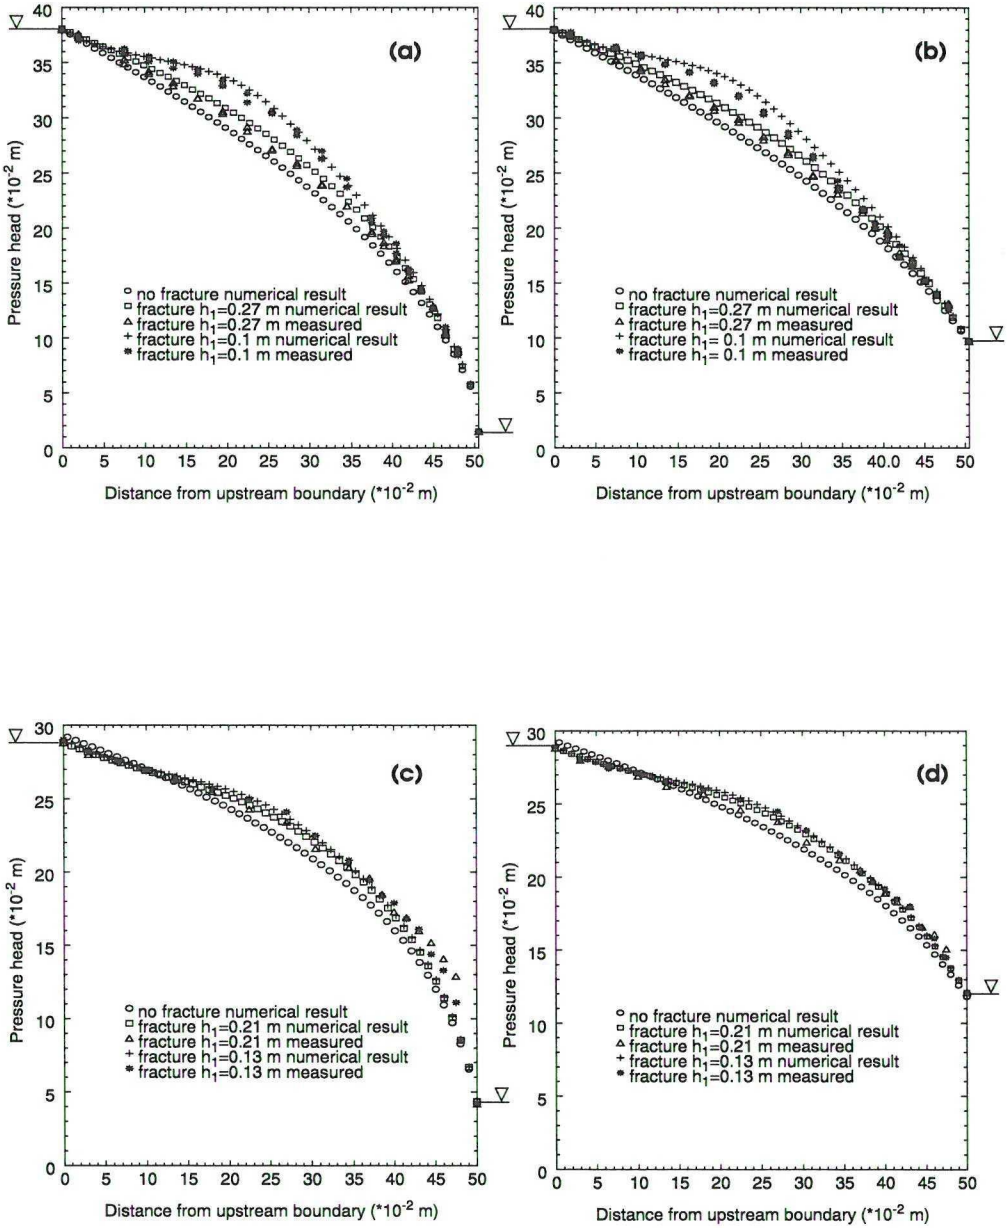 40
35
30
25
20
15
10
5
0
Pressure head (*10-2 m)
(a)
no fracture numerical result
fracture h1=0.27 m numerical result
fracture h1=0.27 m measured
fracture h1=0.1 m numerical result
fracture h1=0.1 m measured
0 5 10 15 20 25 30 35 40 45 50
Distance from upstream boundary (*10-2 m)
40
35
30
25
20
15
10
5
0
Pressure head (*10-2 m)
(b)
no fracture numerical result
fracture h1=0.27 m numerical result
fracture h1=0.27 m measured
fracture h1= 0.1 m numerical result
fracture h1= 0.1 m measured
0 5 10 15 20 25 30 35 40.0 45 50
Distance from upstream boundary (*10-2 m)
30
25
20
15
10
5
0
Pressure head (*10-2 m)
(c)
no fracture numerical result
fracture h1=0.21 m numerical result
fracture h1=0.21 m measured
fracture h1=0.13 m numerical result
fracture h1=0.13 m measured
0 5 10 15 20 25 30 35 40 45 50
Distance from upstream boundary (*10-2 m)
30
25
20
15
10
5
0
Pressure head (*10-2 m)
(d)
no fracture numerical result
fracture h1=0.21 m numerical result
fracture h1=0.21 m measured
fracture h1=0.13 m numerical result
fracture h1=0.13 m measured
0 5 10 15 20 25 30 35 40 45 50
Distance from upstream boundary (*10-2 m)